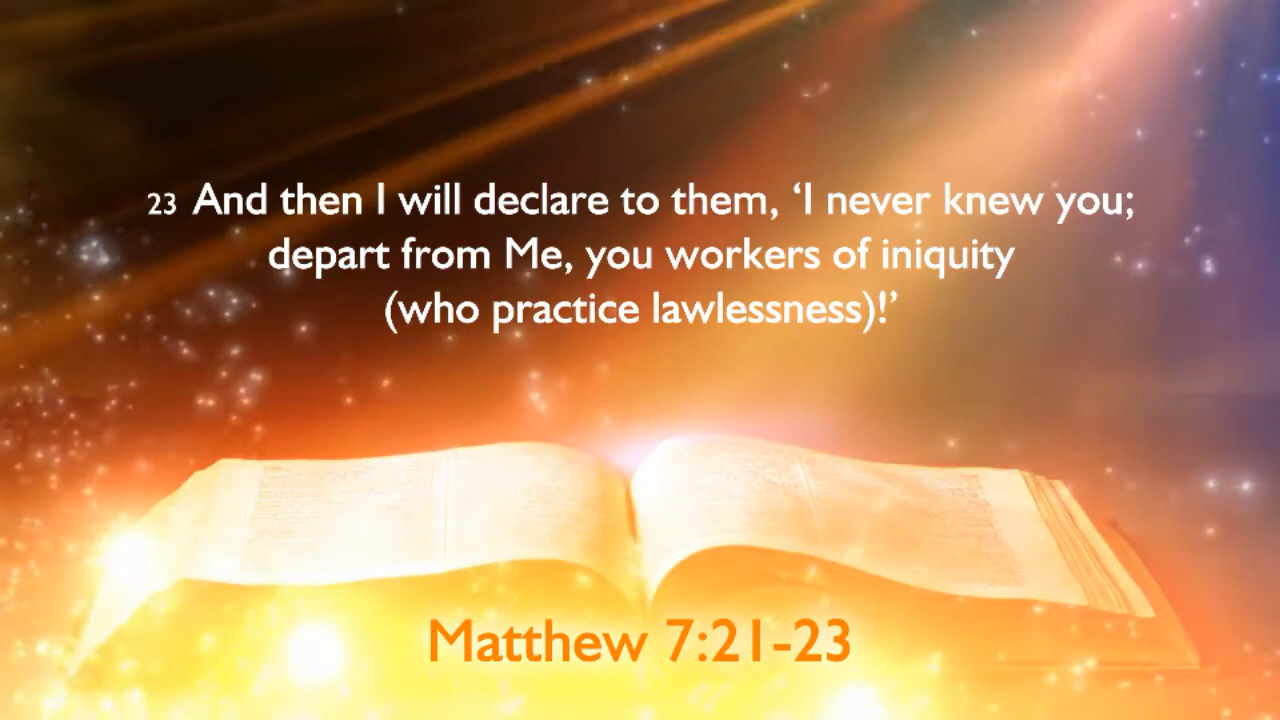 23 And then I will declare to them, ‘I never knew you;
depart from Me, you workers of iniquity
(who practice lawlessness)!’
Matthew 7:21-23